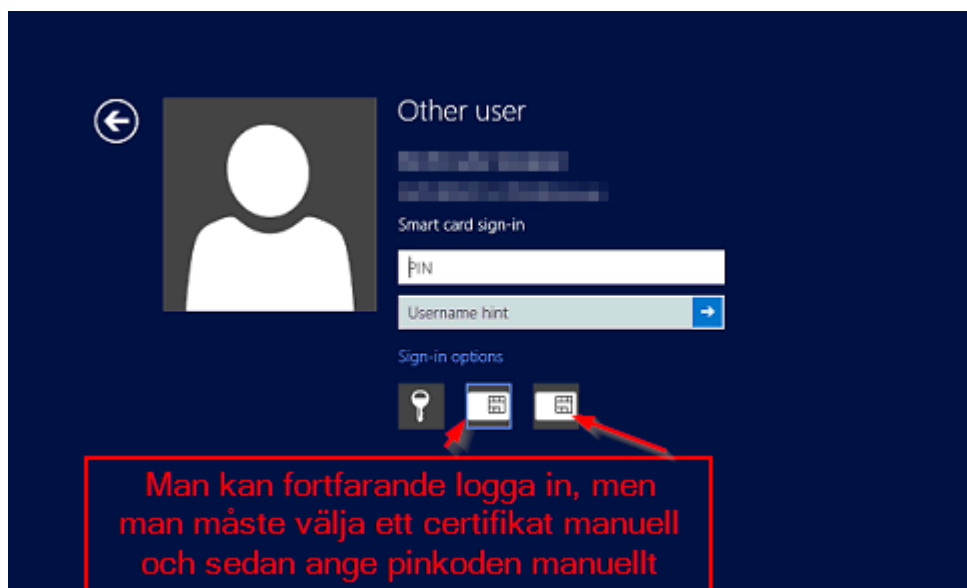 Other user
Smart card sign-in
PIN
Username hint
Sign-in options
Man kan fortfarande logga in, men
man måste välja ett certifikat manuell
och sedan ange pinkoden manuellt